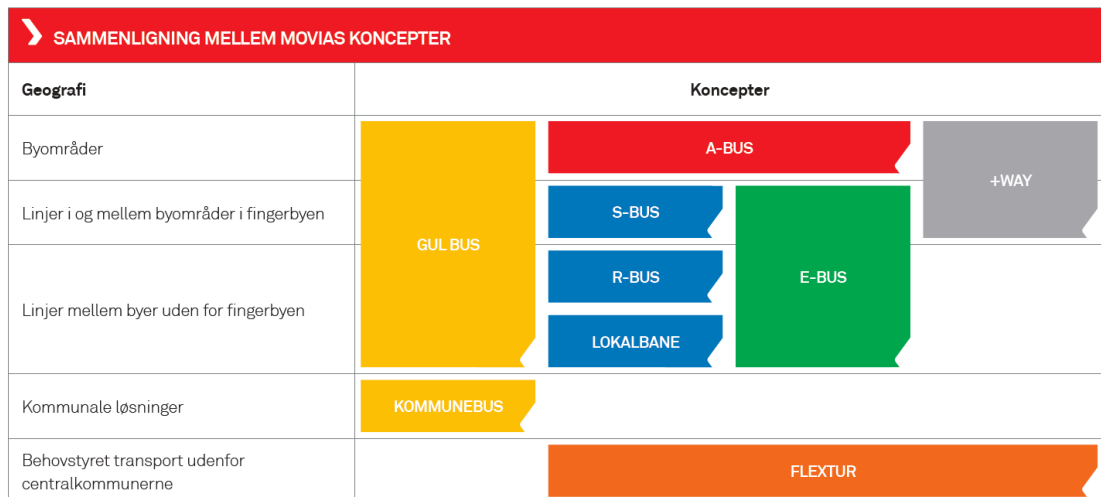 SAMMENLIGNING MELLEM MOVIAS KONCEPTER
Geografi
Koncepter
Byområder
A-BUS
+WAY
Linjer i og mellem byområder i fingerbyen
S-BUS
GUL BUS
E-BUS
R-BUS
Linjer mellem byer uden for fingerbyen
LOKALBANE
Kommunale løsninger
KOMMUNEBUS
Behovstyret transport udenfor
centralkommunerne
FLEXTUR